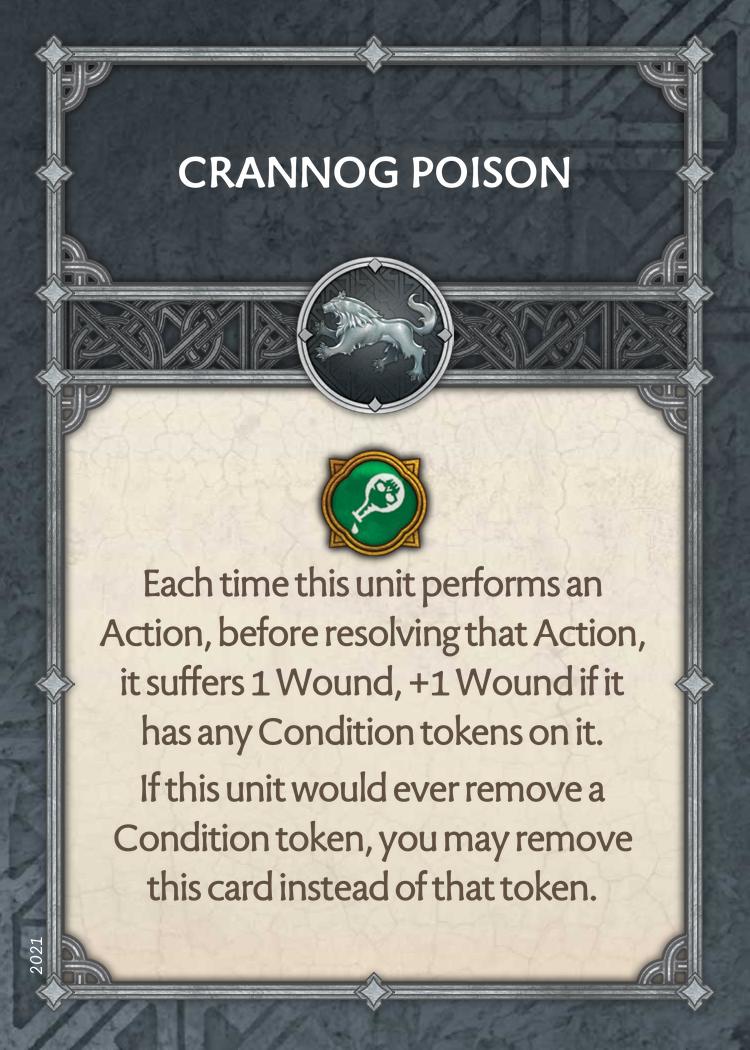 CRANNOG POISON
Each time this unit performs an
Action, before resolving that Action,
it suffers 1 Wound, +1 Wound if it
has any Condition tokens on it.
If this unit would ever remove a
Condition token, you may remove
this card instead of that token.
2021